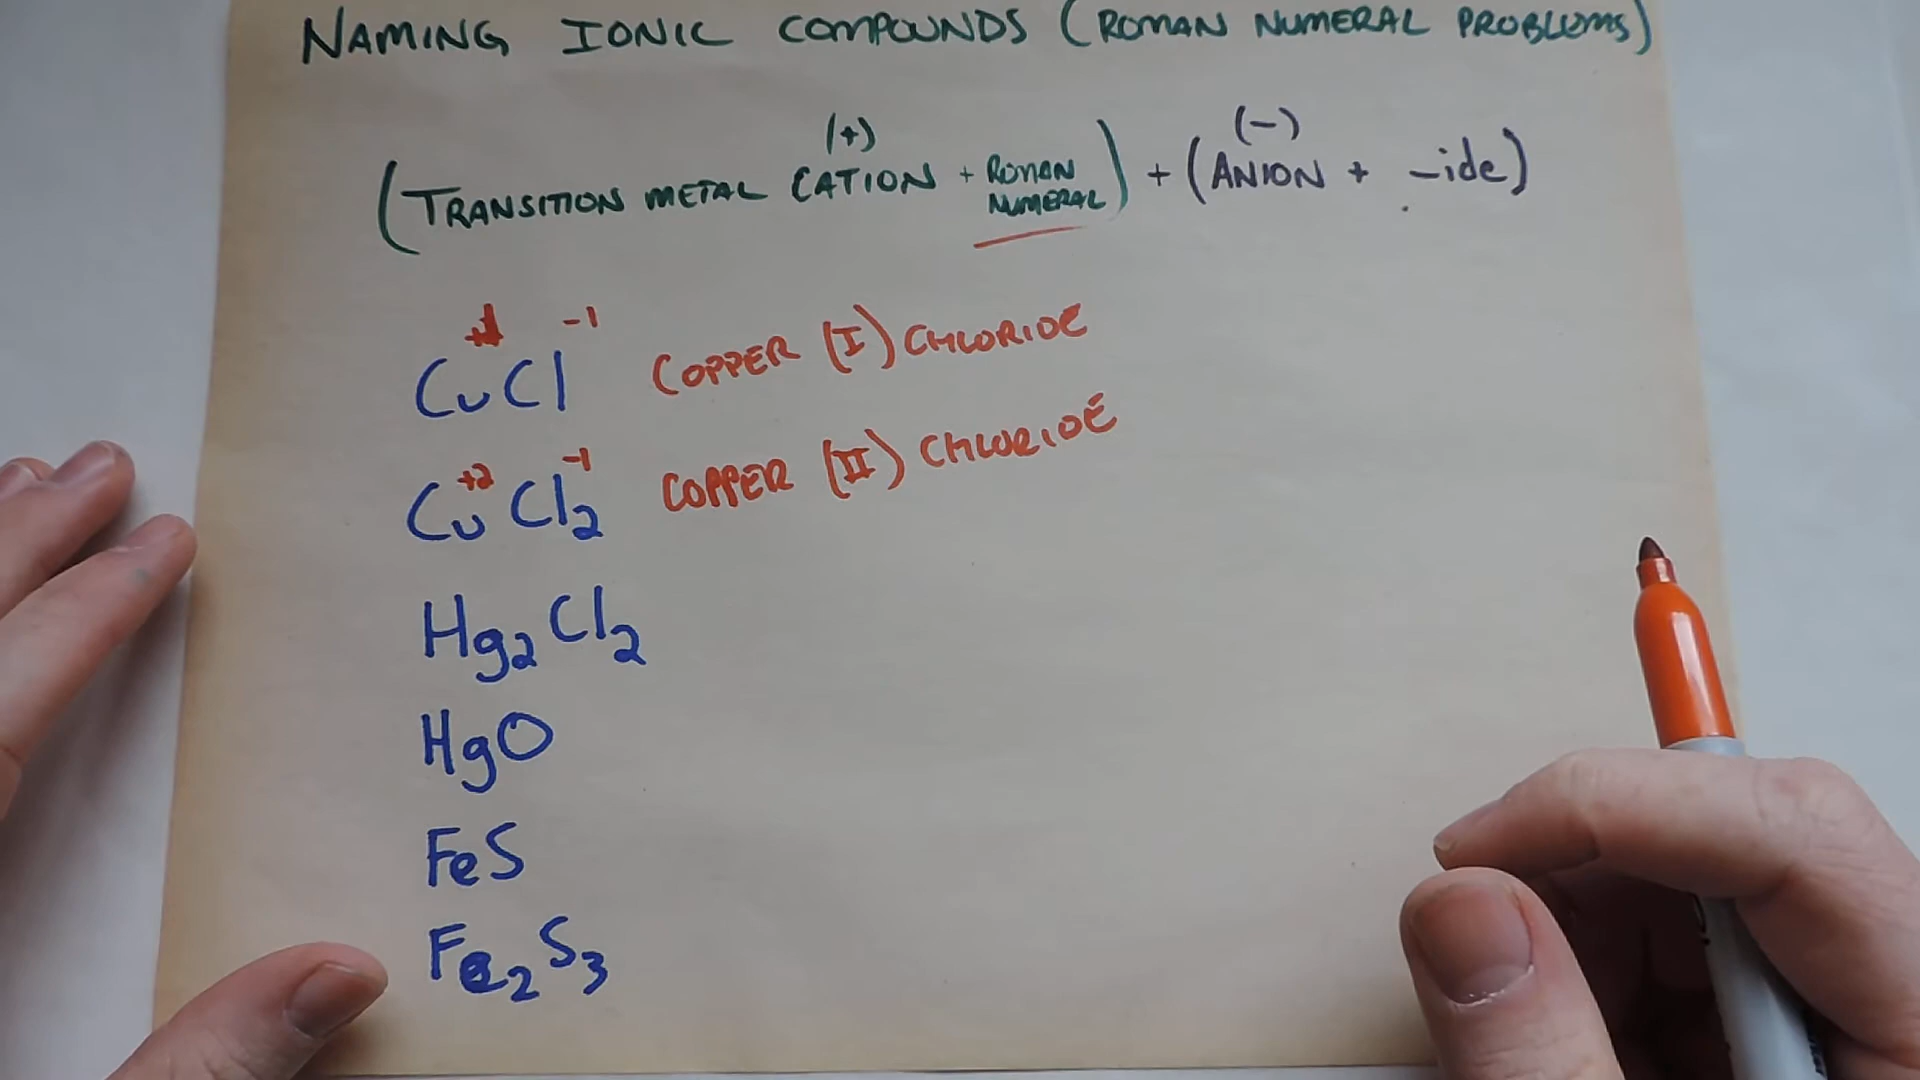 NAMING IONIC COMPOUNDS (ROMAN NUMERAL PROBLEMS)
(+) (-)
(TRANSITION METAL CATION + ROMAN NUMERAL) + (ANION + -ide)
+1 -1
CuCl COPPER (I) CHLORIDE
+2 -1
CuCl2 COPPER (II) CHLORIDE
Hg2Cl2
HgO
FeS
Fe2S3